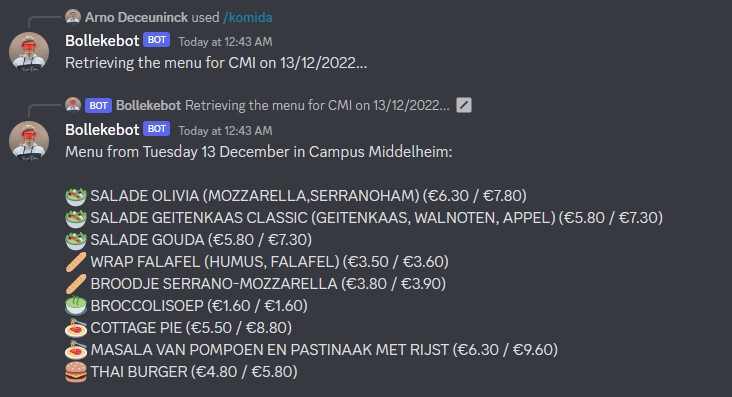 Arno Deceuninck used /komida
Bollekebot BOT Today at 12:43 AM
Retrieving the menu for CMI on 13/12/2022...
BOT Bollekebot Retrieving the menu for CMI on 13/12/2022...
Bollekebot BOT Today at 12:43 AM
Menu from Tuesday 13 December in Campus Middelheim:
SALADE OLIVIA (MOZZARELLA,SERRANOHAM) (€6.30 / €7.80)
SALADE GEITENKAAS CLASSIC (GEITENKAAS, WALNOTEN, APPEL) (€5.80 / €7.30)
SALADE GOUDA (€5.80 / €7.30)
WRAP FALAFEL (HUMUS, FALAFEL) (€3.50 / €3.60)
BROODJE SERRANO-MOZZARELLA (€3.80 / €3.90)
BROCCOLISOEP (€1.60 / €1.60)
COTTAGE PIE (€5.50 / €8.80)
MASALA VAN POMPOEN EN PASTINAAK MET RIJST (€6.30 / €9.60)
THAI BURGER (€4.80 / €5.80)